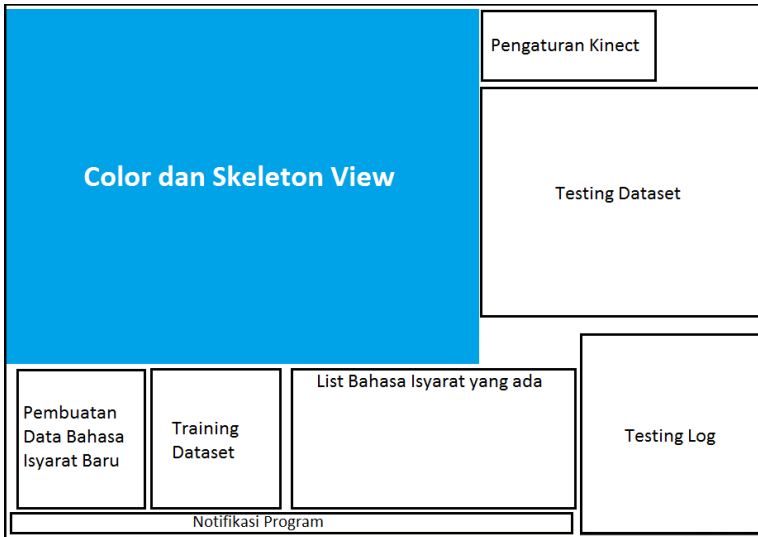 Pengaturan Kinect
Color dan Skeleton View
Testing Dataset
List Bahasa Isyarat yang ada
Pembuatan
Data Bahasa
Isyarat Baru
Training
Dataset
Testing Log
Notifikasi Program